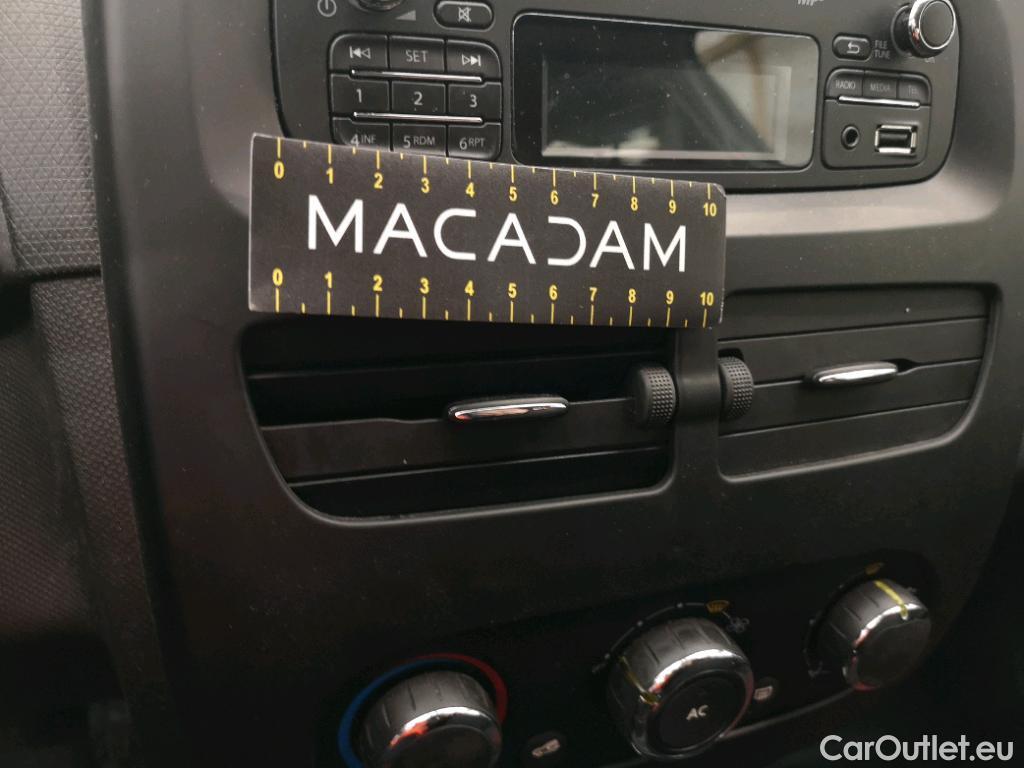 SET
1 2 3
4 INF 5 RDM 6 RPT
FILE
TUNE
RADIO MEDIA TEL
0 1 2 3 4 5 6 7 8 9 10
MACADAM
0 1 2 3 4 5 6 7 8 9 10
AC
CarOutlet.eu